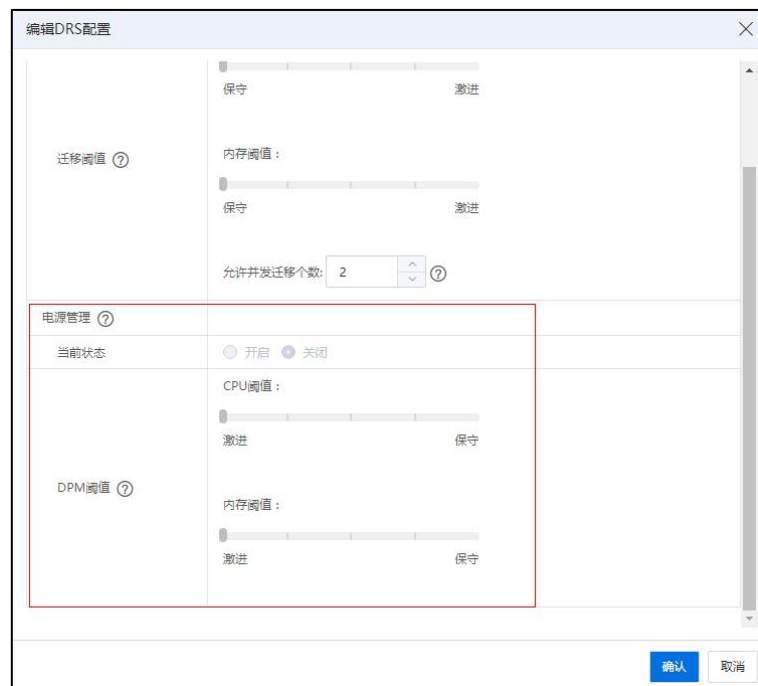 编辑DRS配置
保守 激进
迁移阈值
内存阈值：
保守 激进
允许并发迁移个数: 2
电源管理
当前状态 开启 关闭
CPU阈值：
激进 保守
DPM阈值
内存阈值：
激进 保守
确认 取消